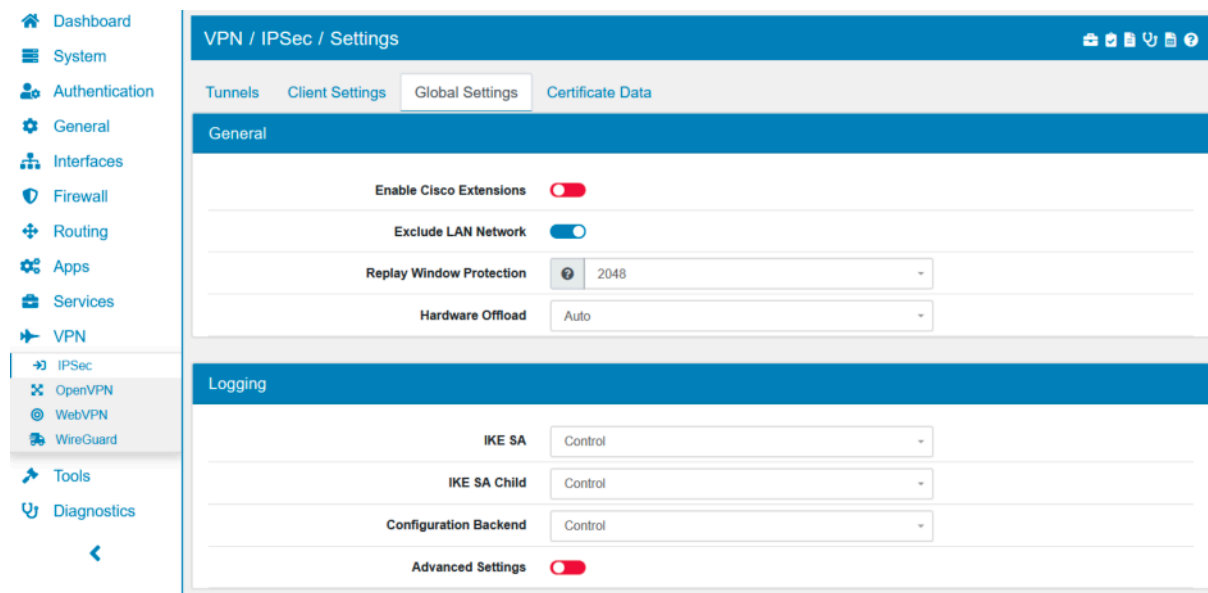 Dashboard
System
Authentication
General
Interfaces
Firewall
Routing
Apps
Services
VPN
IPSec
OpenVPN
WebVPN
WireGuard
Tools
Diagnostics
VPN / IPSec / Settings
Tunnels Client Settings Global Settings Certificate Data
General
Enable Cisco Extensions
Exclude LAN Network
Replay Window Protection 2048
Hardware Offload Auto
Logging
IKE SA Control
IKE SA Child Control
Configuration Backend Control
Advanced Settings